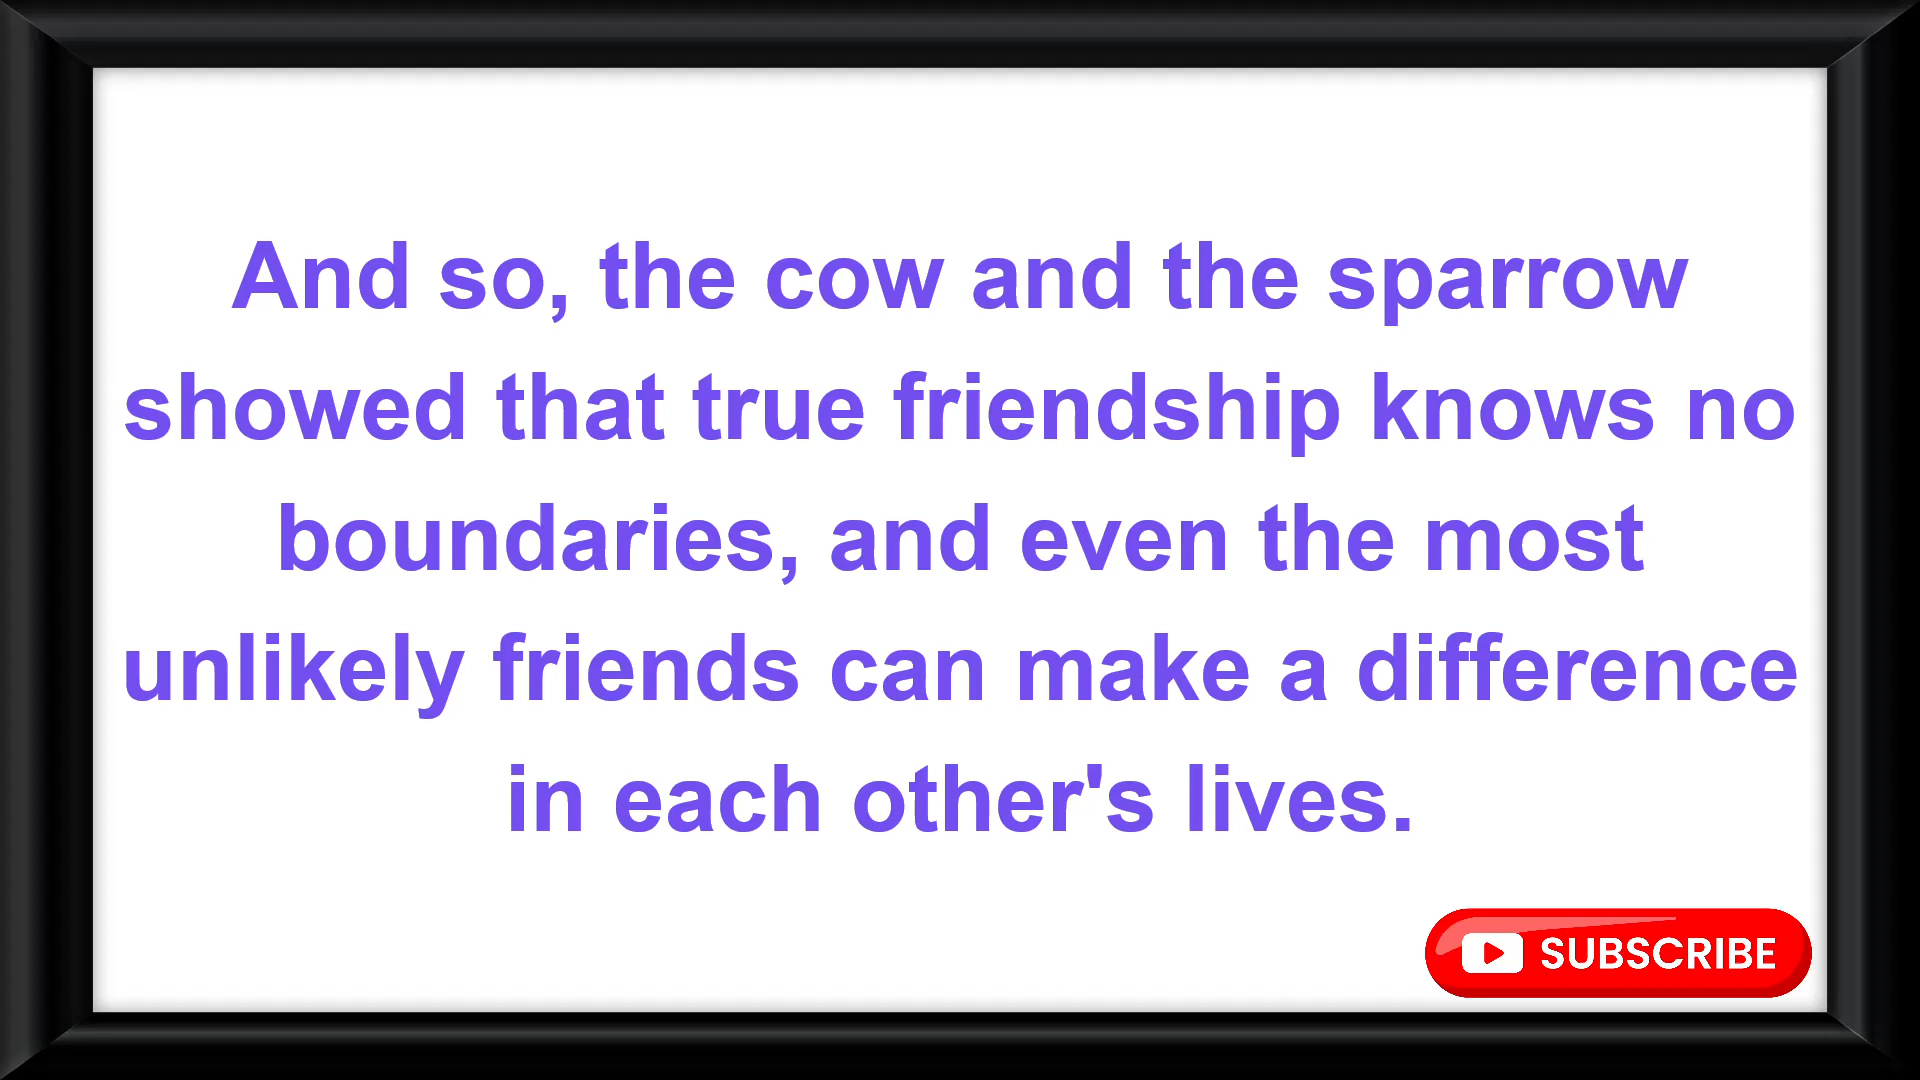 And so, the cow and the sparrow
showed that true friendship knows no
boundaries, and even the most
unlikely friends can make a difference
in each other's lives.
SUBSCRIBE